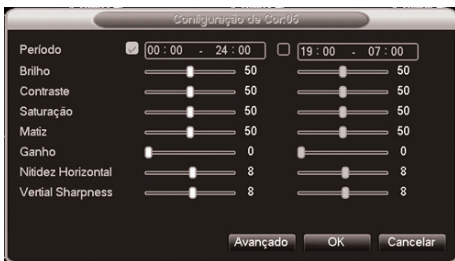 Configuração de Cor:05
Período 00:00 - 24:00 19:00 - 07:00
Brilho 50 50
Contraste 50 50
Saturação 50 50
Matiz 50 50
Ganho 0 0
Nitidez Horizontal 8 8
Vertial Sharpness 8 8
Avançado OK Cancelar